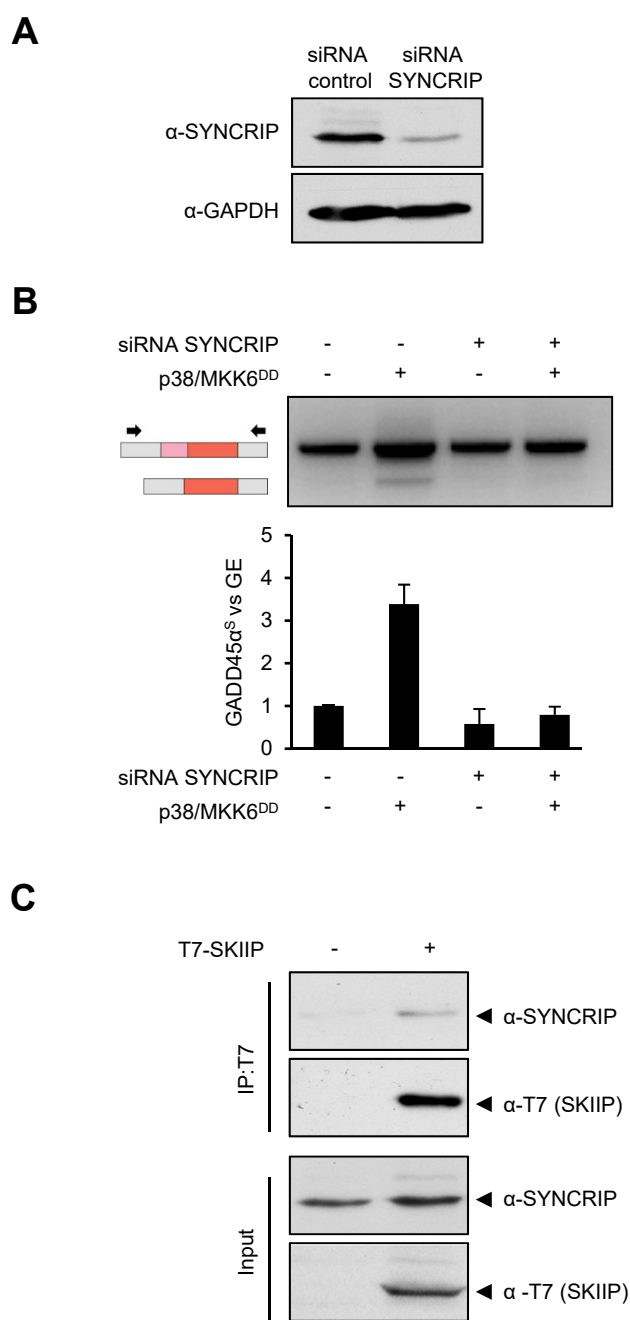 A
siRNA control
siRNA SYNCRIP
α-SYNCRIP
α-GAPDH
B
siRNA SYNCRIP - - + +
p38/MKK6ᴰᴰ - + - +
5
4
3
2
1
0
GADD45αˢ vs GE
siRNA SYNCRIP - - + +
p38/MKK6ᴰᴰ - + - +
C
T7-SKIIP - +
IP:T7
α-SYNCRIP
α-T7 (SKIIP)
Input
α-SYNCRIP
α -T7 (SKIIP)